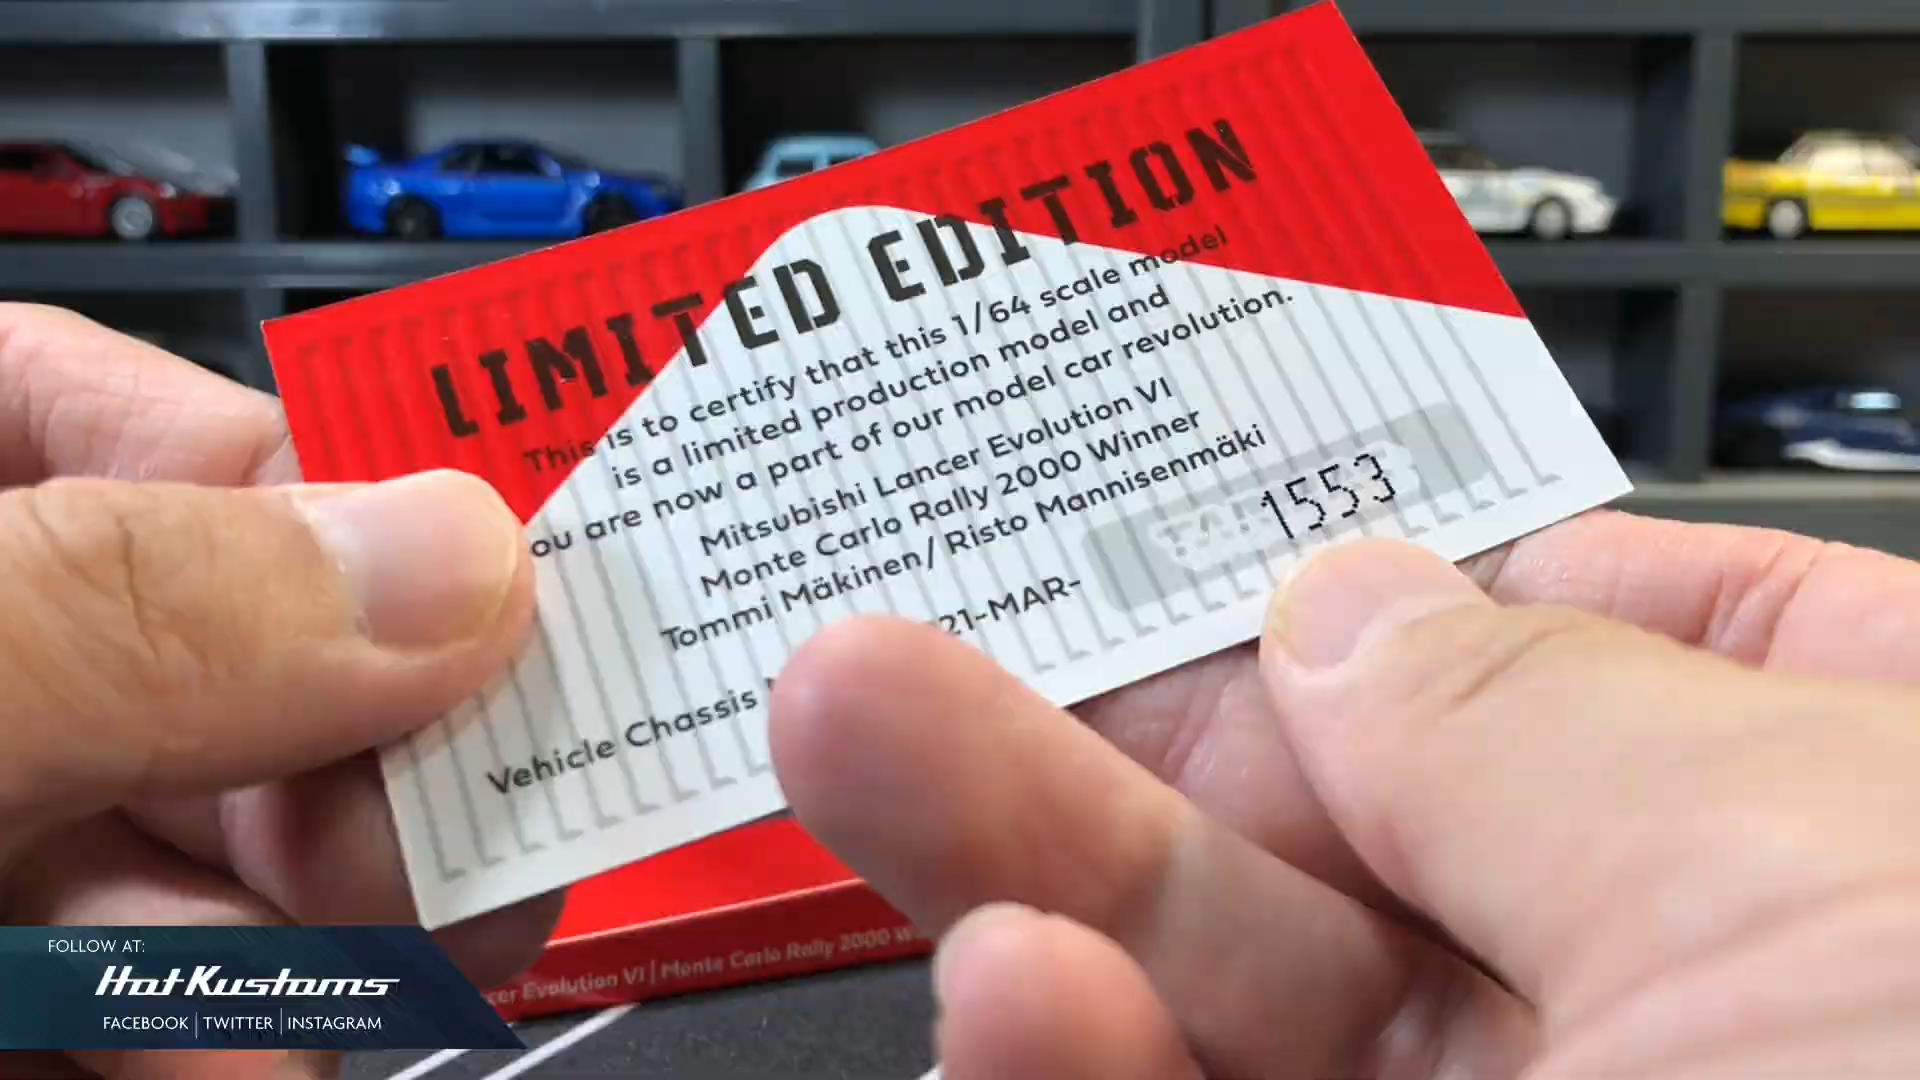 LIMITED EDITION
This is to certify that this 1/64 scale model
is a limited production model and
ou are now a part of our model car revolution.
Mitsubishi Lancer Evolution VI
Monte Carlo Rally 2000 Winner
Tommi Mäkinen/ Risto Mannisenmäki
Vehicle Chassis
21-MAR-
1553
cer Evolution VI | Monte Carlo Rally 2000 W
FOLLOW AT:
HotKustoms
FACEBOOK | TWITTER | INSTAGRAM